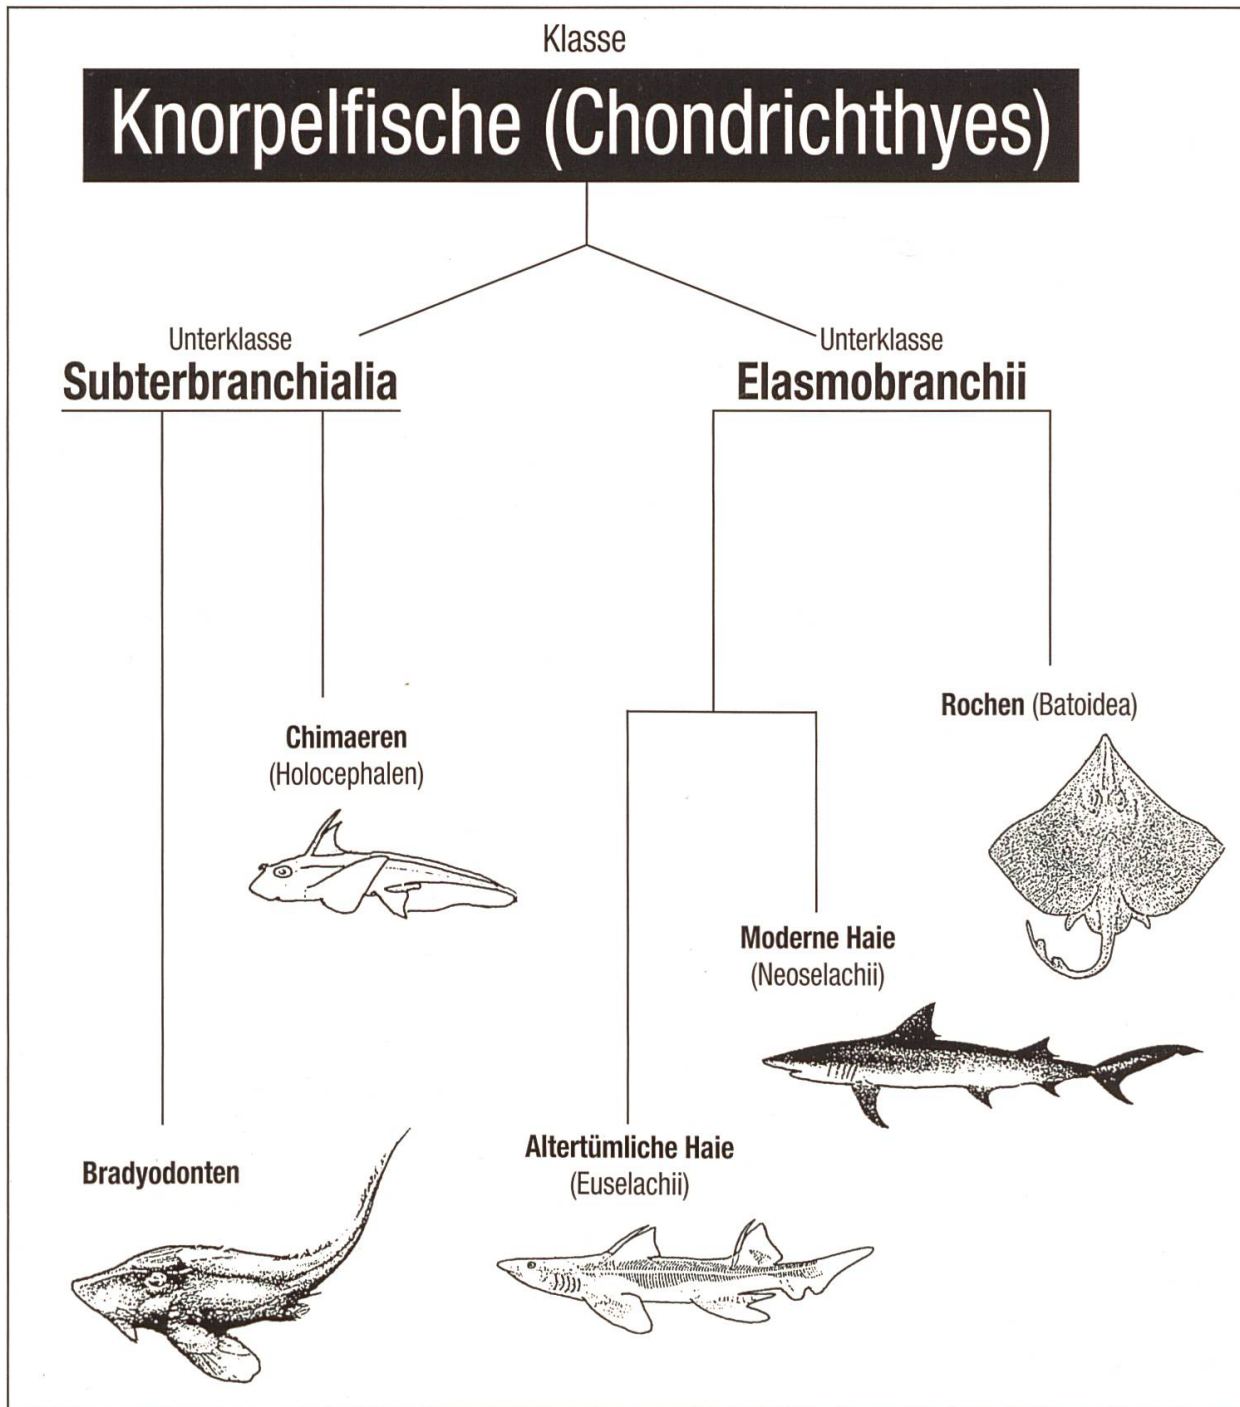 Klasse
Knorpelfische (Chondrichthyes)
Unterklasse
Subterbranchialia
Unterklasse
Elasmobranchii
Rochen (Batoidea)
Chimaeren
(Holocephalen)
Moderne Haie
(Neoselachii)
Altertümliche Haie
(Euselachii)
Bradyodonten